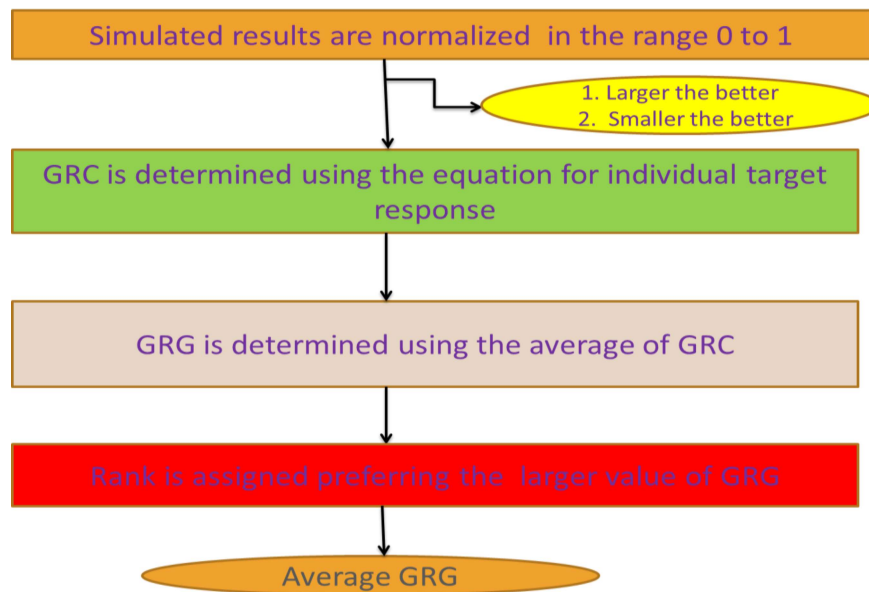 Simulated results are normalized in the range 0 to 1
1. Larger the better
2. Smaller the better
GRC is determined using the equation for individual target
response
GRG is determined using the average of GRC
Rank is assigned preferring the larger value of GRG
Average GRG